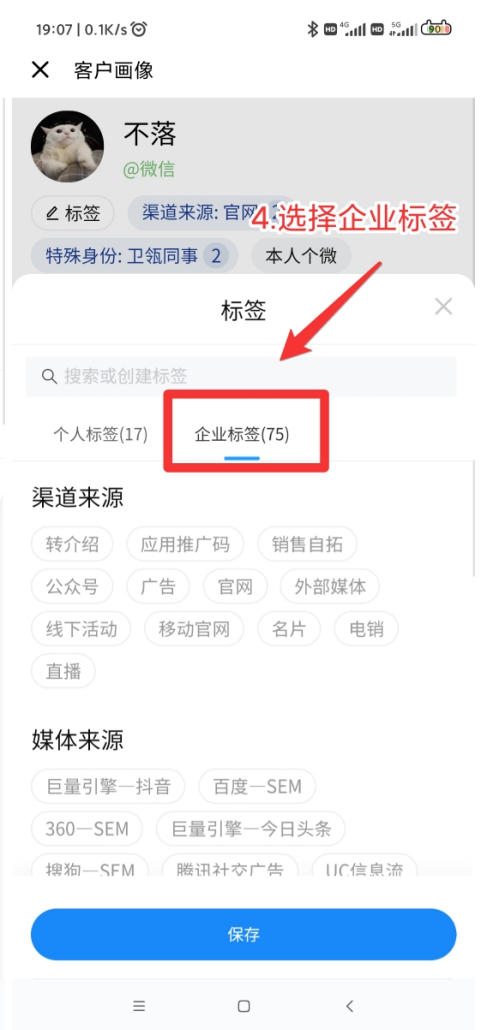 19:07 | 0.1K/s
HD 4G HD 5G 90
客户画像
不落
@微信
标签 渠道来源: 官网
4.选择企业标签
特殊身份: 卫瓴同事 2 本人个微
标签
搜索或创建标签
个人标签(17) 企业标签(75)
渠道来源
转介绍 应用推广码 销售自拓
公众号 广告 官网 外部媒体
线下活动 移动官网 名片 电销
直播
媒体来源
巨量引擎—抖音 百度—SEM
360—SEM 巨量引擎—今日头条
搜狗—SEM 腾讯社交广告 UC信息流
保存